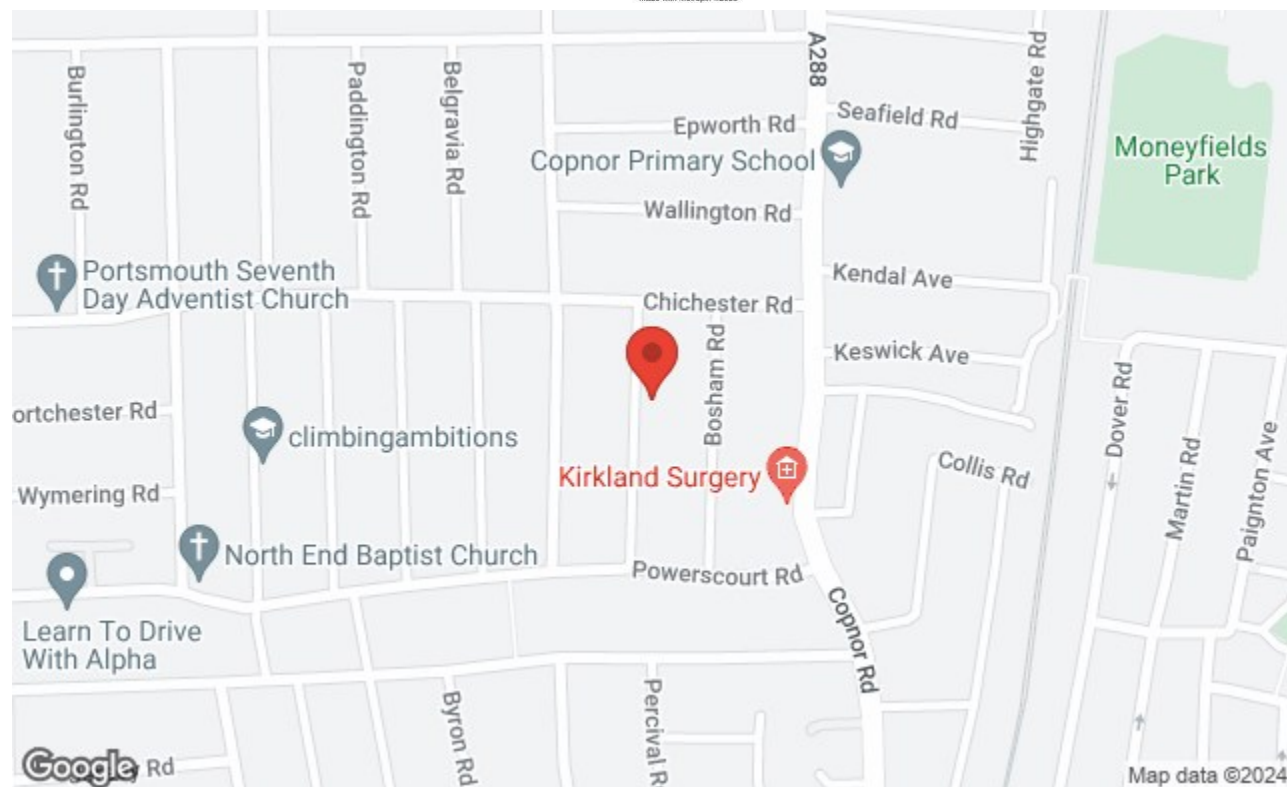 A288
Highgate Rd
Burlington Rd
Paddington Rd
Belgravia Rd
Epworth Rd
Seafield Rd
Moneyfields
Park
Copnor Primary School
Wallington Rd
Portsmouth Seventh
Day Adventist Church
Kendal Ave
Chichester Rd
Bosham Rd
Keswick Ave
Dover Rd
ortchester Rd
climbingambitions
Martin Rd
Paignton Ave
Kirkland Surgery
Collis Rd
Wymering Rd
North End Baptist Church
Powerscourt Rd
Learn To Drive
With Alpha
Copnor Rd
Byron Rd
Percival R
Google
Rd
Map data ©2024